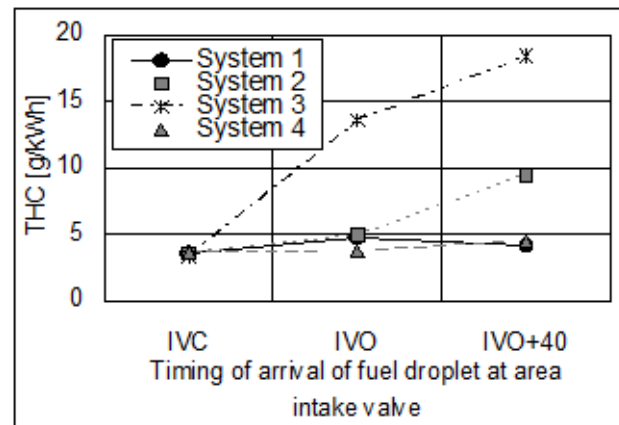 20
15
10
5
0
THC [g/kWh]
System 1
System 2
System 3
System 4
IVC IVO IVO+40
Timing of arrival of fuel droplet at area
intake valve